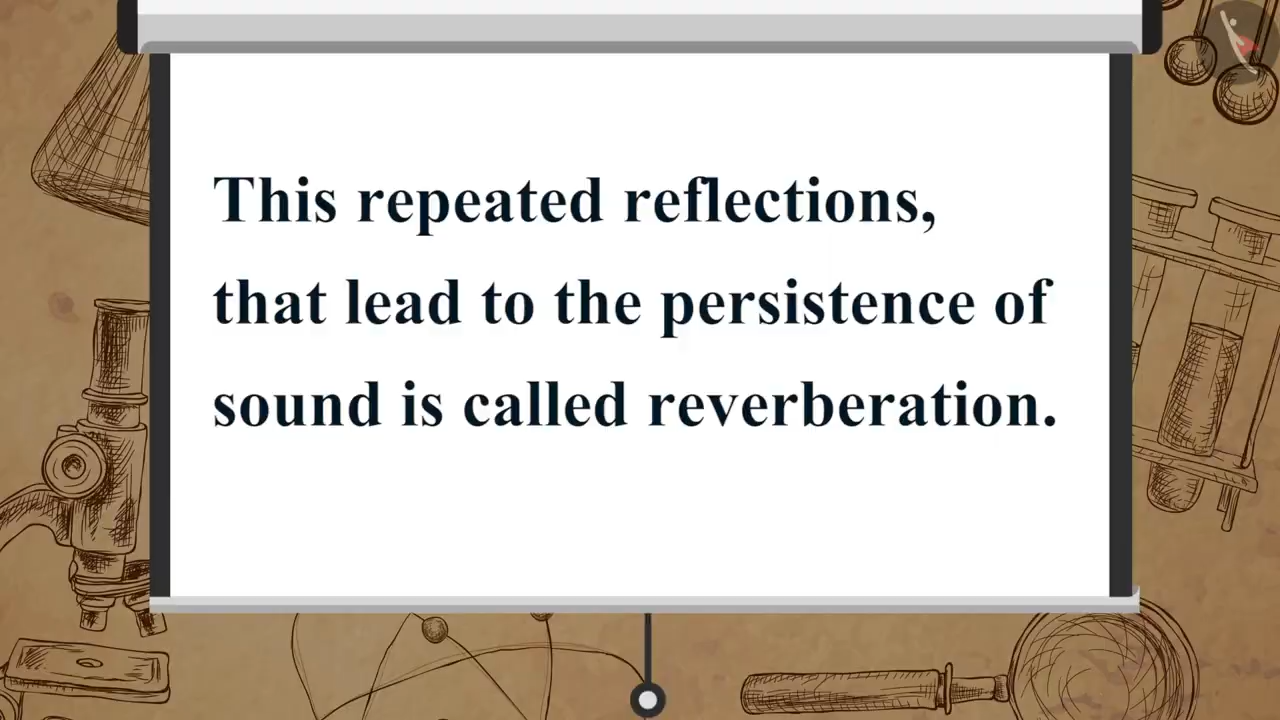 This repeated reflections,
that lead to the persistence of
sound is called reverberation.